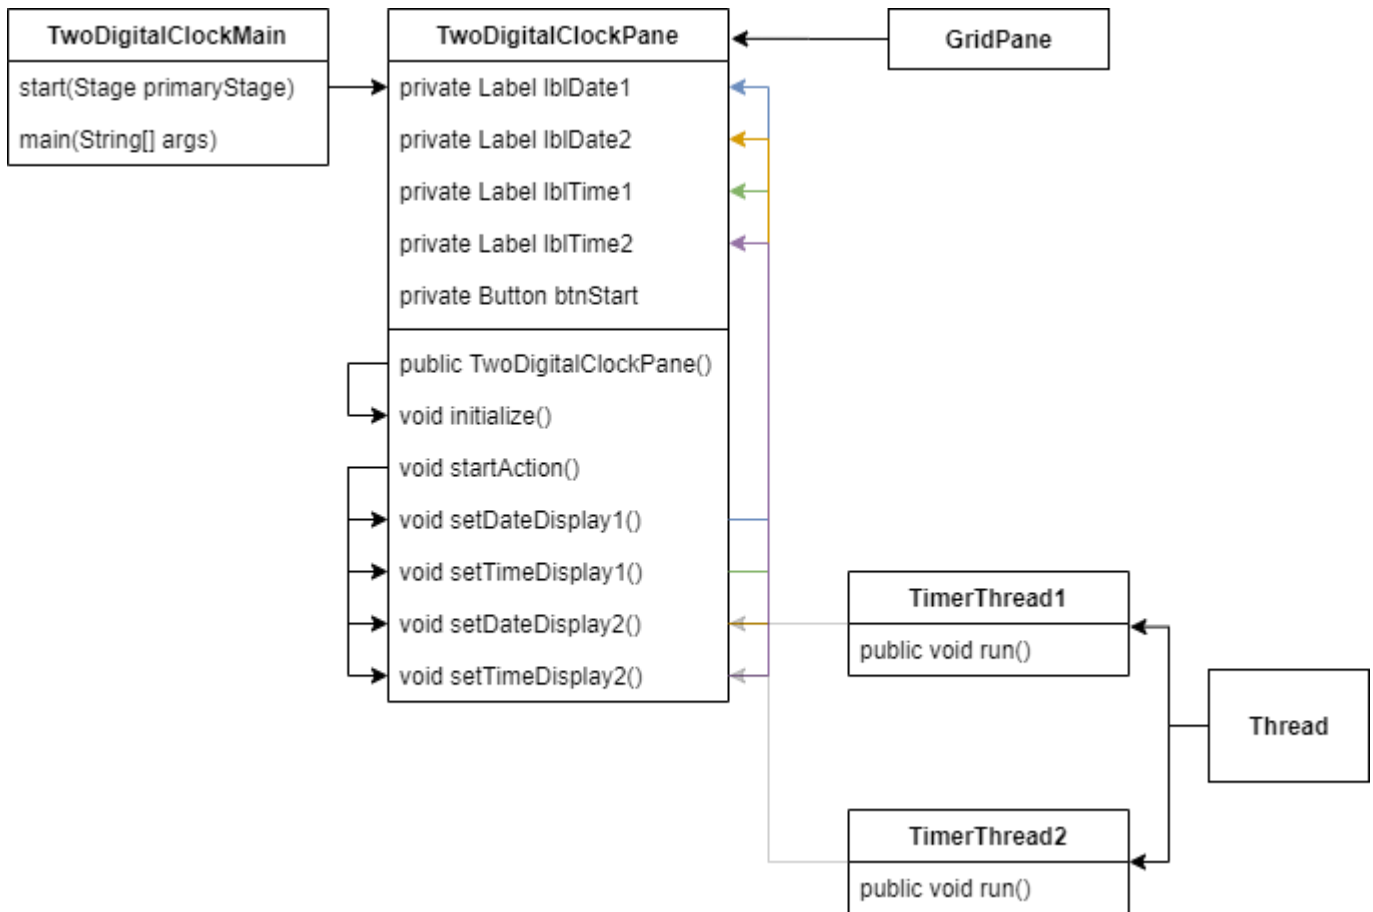 TwoDigitalClockMain
start(Stage primaryStage)
main(String[] args)
TwoDigitalClockPane
private Label lblDate1
private Label lblDate2
private Label lblTime1
private Label lblTime2
private Button btnStart
public TwoDigitalClockPane()
void initialize()
void startAction()
void setDateDisplay1()
void setTimeDisplay1()
void setDateDisplay2()
void setTimeDisplay2()
GridPane
TimerThread1
public void run()
Thread
TimerThread2
public void run()